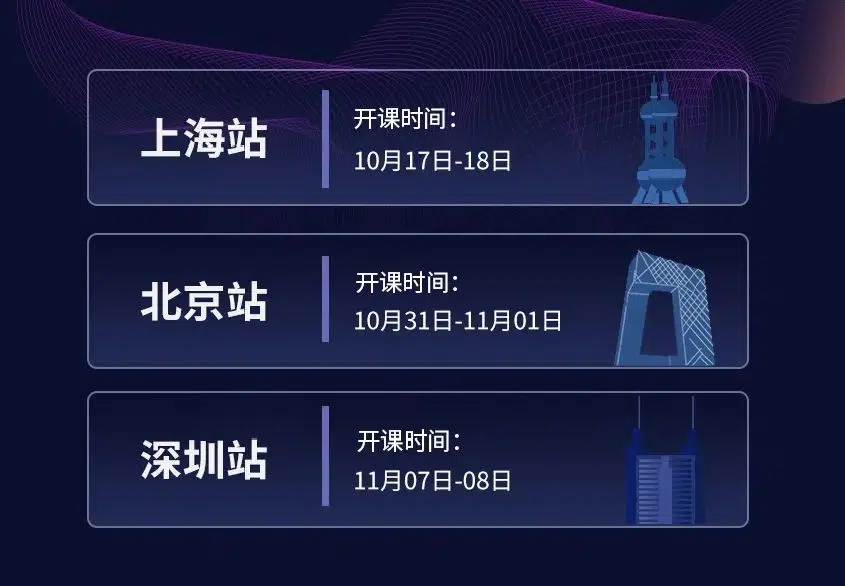 上海站
开课时间：
10月17日-18日
北京站
开课时间：
10月31日-11月01日
深圳站
开课时间：
11月07日-08日